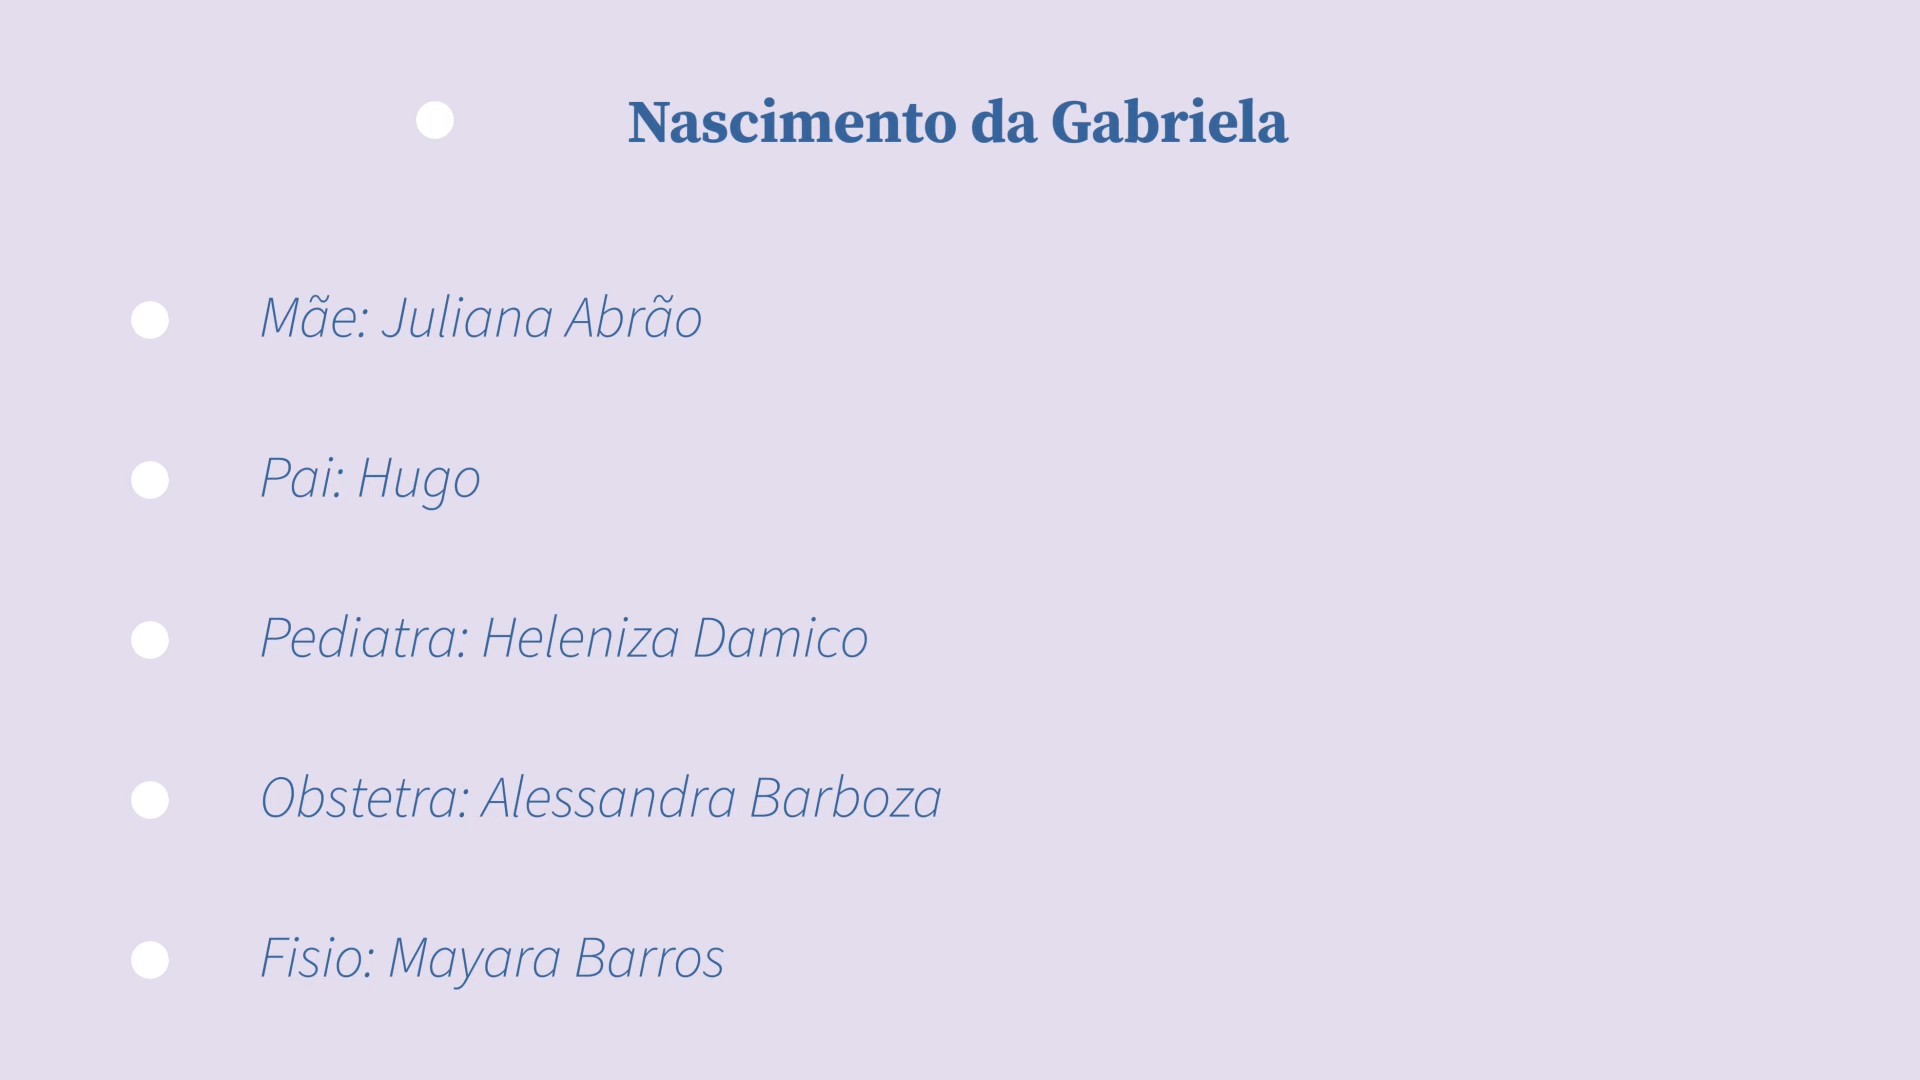 Nascimento da Gabriela
Mãe: Juliana Abrão
Pai: Hugo
Pediatra: Heleniza Damico
Obstetra: Alessandra Barboza
Fisio: Mayara Barros